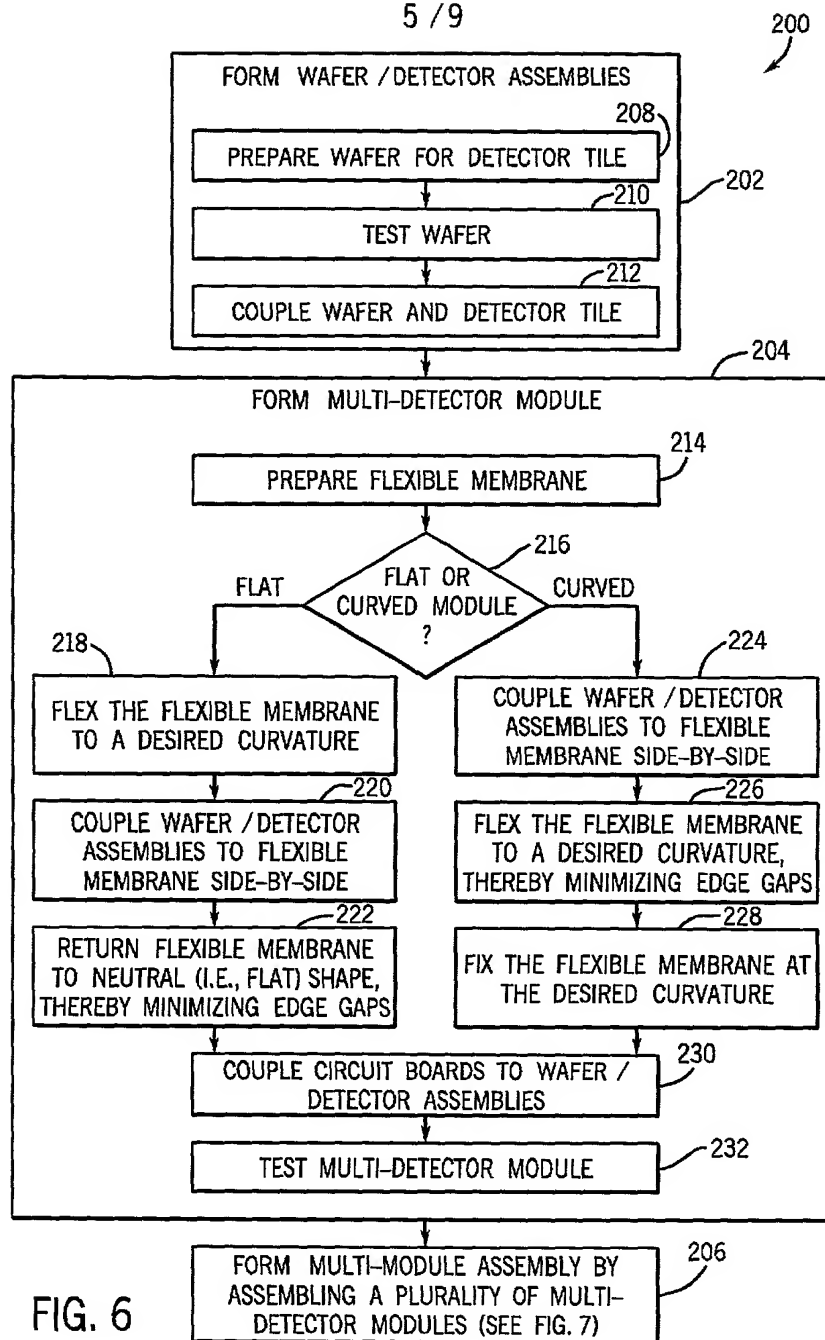 5/9
200
FORM WAFER/DETECTOR ASSEMBLIES
208
PREPARE WAFER FOR DETECTOR TILE
202
210
TEST WAFER
212
COUPLE WAFER AND DETECTOR TILE
204
FORM MULTI-DETECTOR MODULE
214
PREPARE FLEXIBLE MEMBRANE
216
FLAT
FLAT OR
CURVED MODULE
?
CURVED
218
FLEX THE FLEXIBLE MEMBRANE
TO A DESIRED CURVATURE
224
COUPLE WAFER/DETECTOR
ASSEMBLIES TO FLEXIBLE
MEMBRANE SIDE-BY-SIDE
220
COUPLE WAFER/DETECTOR
ASSEMBLIES TO FLEXIBLE
MEMBRANE SIDE-BY-SIDE
226
FLEX THE FLEXIBLE MEMBRANE
TO A DESIRED CURVATURE,
THEREBY MINIMIZING EDGE GAPS
222
RETURN FLEXIBLE MEMBRANE
TO NEUTRAL (I.E., FLAT) SHAPE,
THEREBY MINIMIZING EDGE GAPS
228
FIX THE FLEXIBLE MEMBRANE AT
THE DESIRED CURVATURE
COUPLE CIRCUIT BOARDS TO WAFER/
DETECTOR ASSEMBLIES
230
TEST MULTI-DETECTOR MODULE
232
FORM MULTI-MODULE ASSEMBLY BY
ASSEMBLING A PLURALITY OF MULTI-
DETECTOR MODULES (SEE FIG. 7)
206
FIG. 6